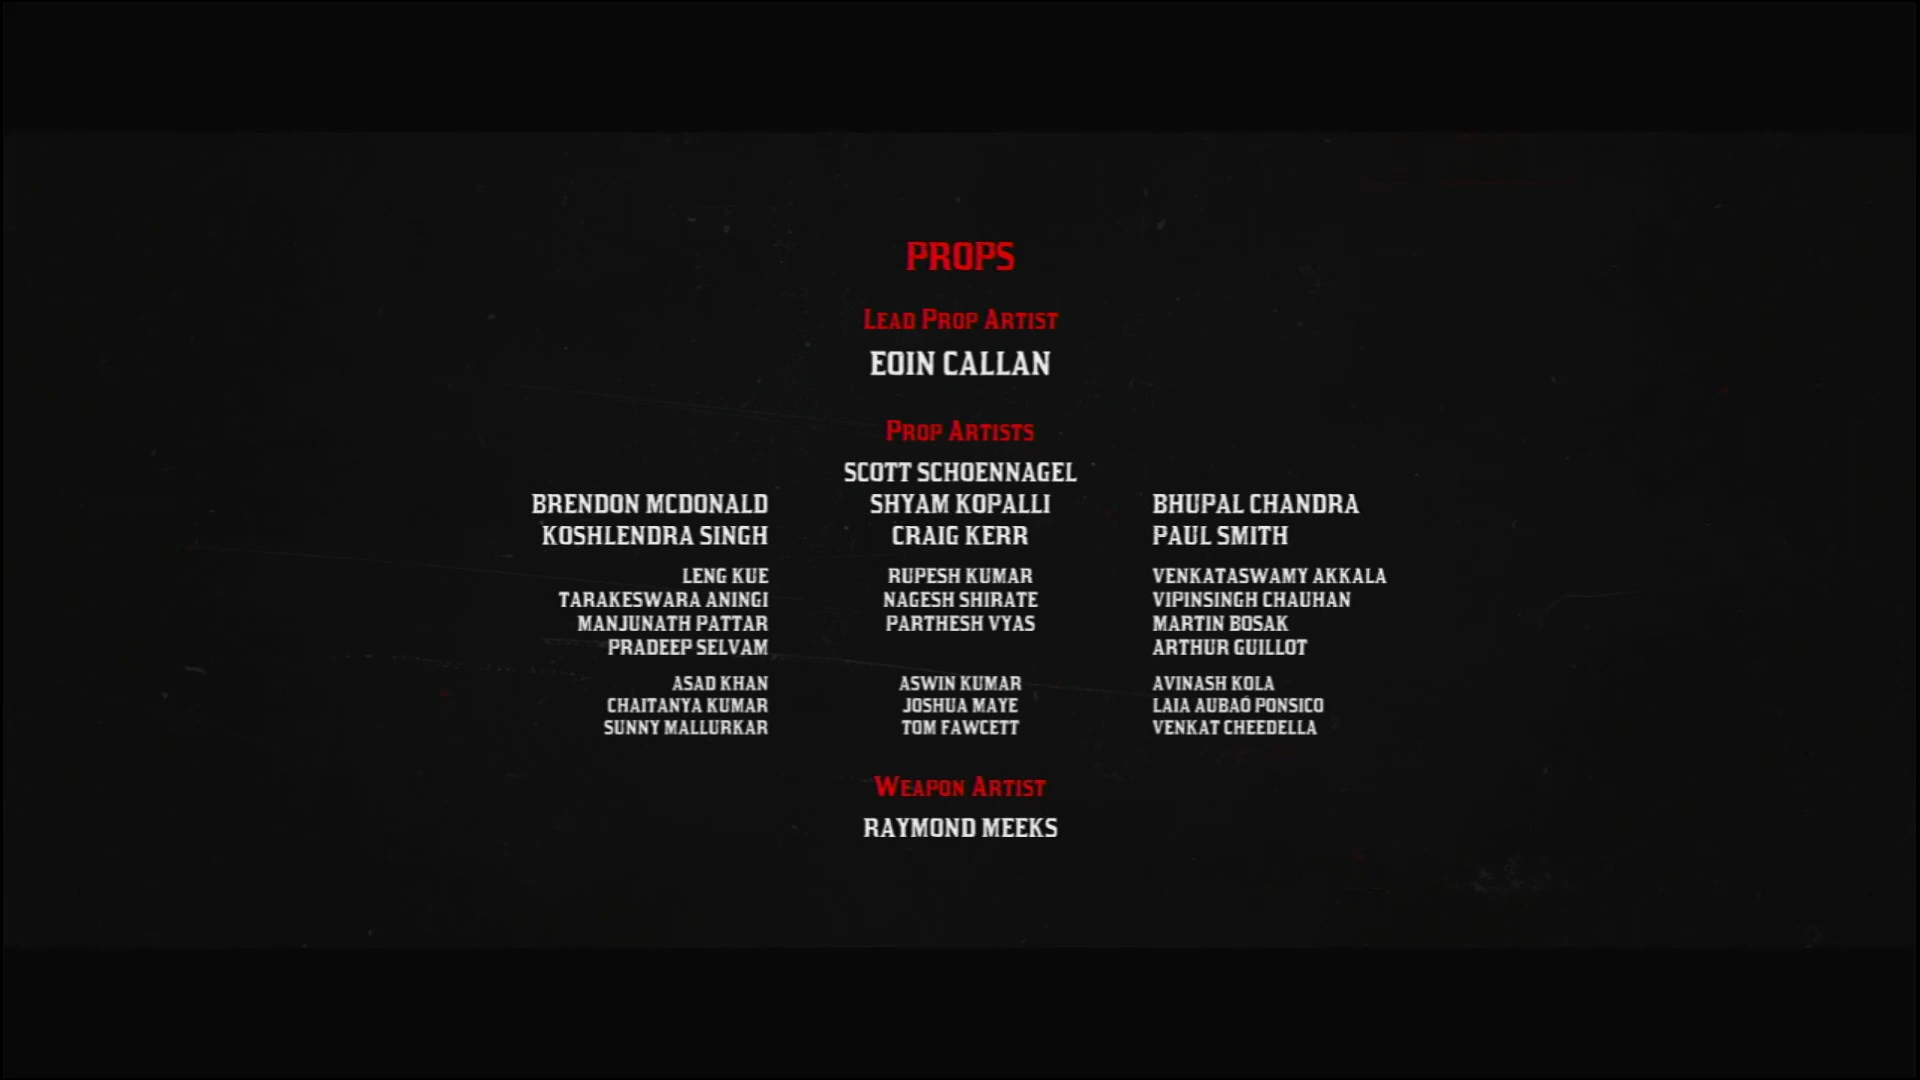 PROPS
LEAD PROP ARTIST
EOIN CALLAN
PROP ARTISTS
SCOTT SCHOENNAGEL
BRENDON MCDONALD SHYAM KOPALLI BHUPAL CHANDRA
KOSHLENDRA SINGH CRAIG KERR PAUL SMITH
LENG KUE RUPESH KUMAR VENKATASWAMY AKKALA
TARAKESWARA ANINGI NAGESH SHIRATE VIPINSINGH CHAUHAN
MANJUNATH PATTAR PARTHESH VYAS MARTIN BOSAK
PRADEEP SELVAM ARTHUR GUILLOT
ASAD KHAN ASWIN KUMAR AVINASH KOLA
CHAITANYA KUMAR JOSHUA MAYE LAIA AUBAÓ PONSICO
SUNNY MALLURKAR TOM FAWCETT VENKAT CHEEDELLA
WEAPON ARTIST
RAYMOND MEEKS